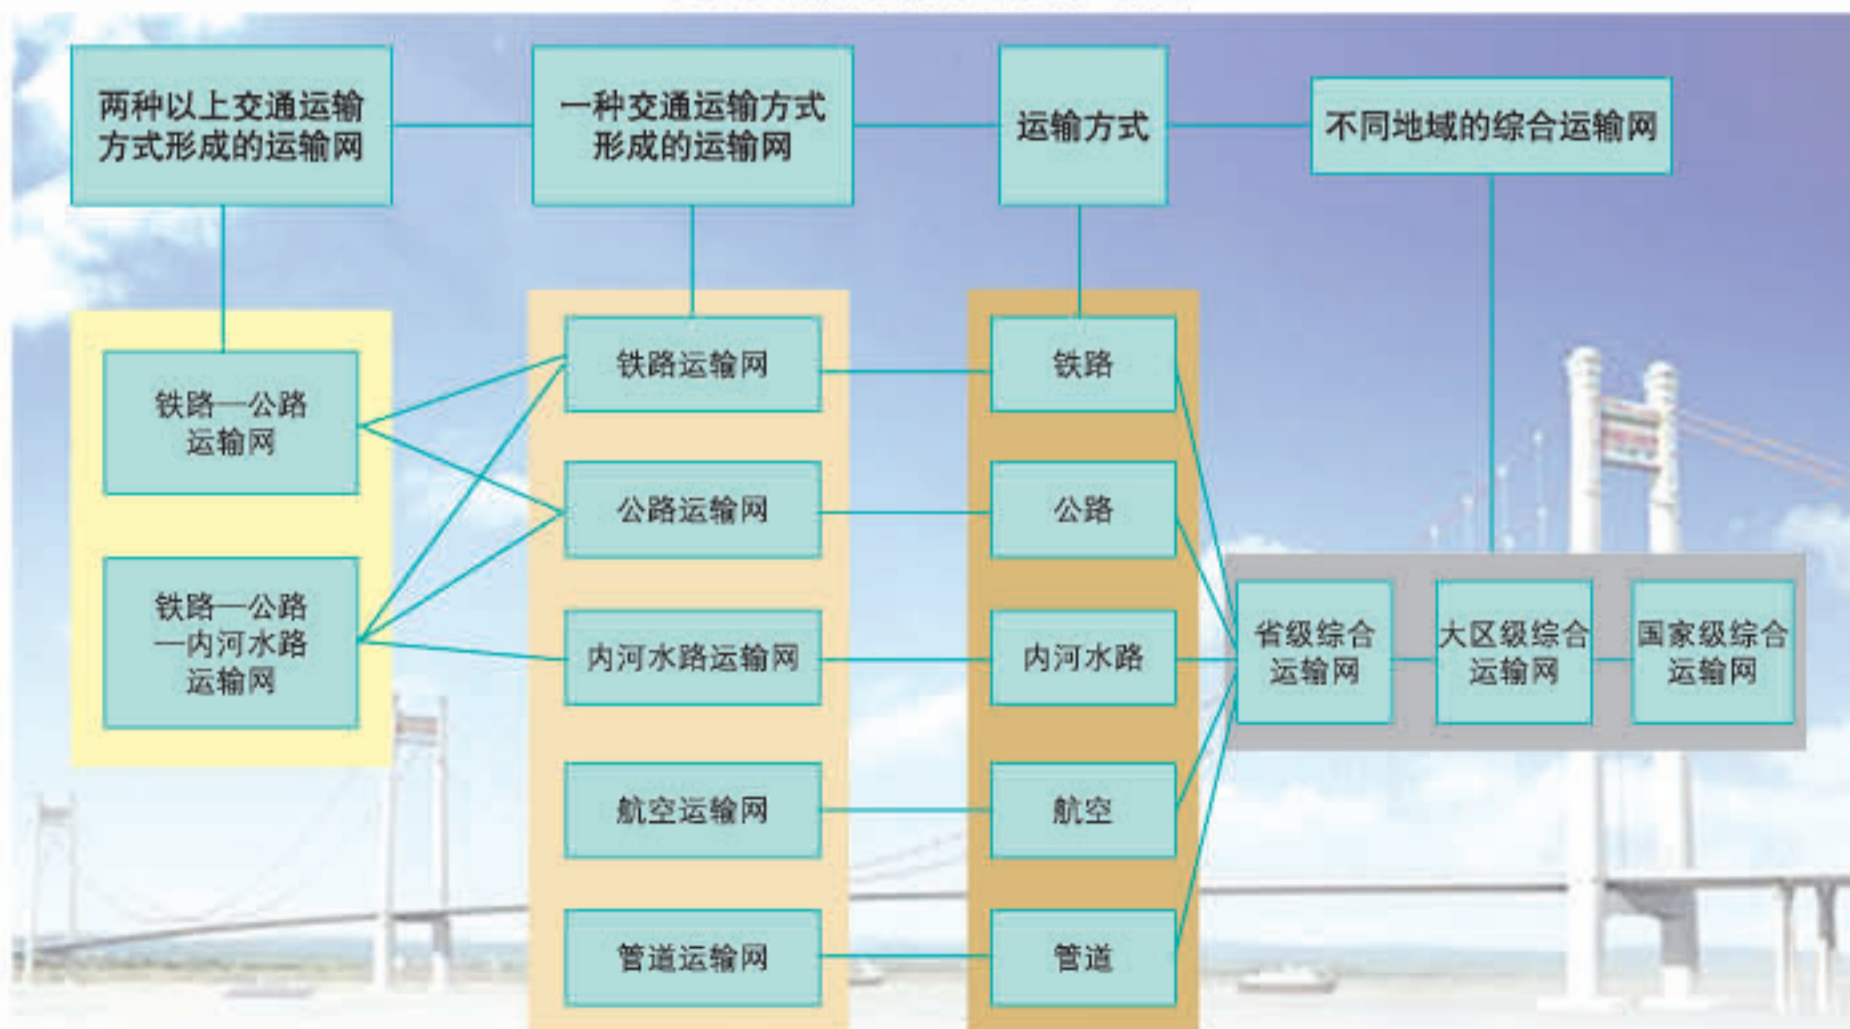 两种以上交通运输
方式形成的运输网
一种交通运输方式
形成的运输网
运输方式
不同地域的综合运输网
铁路—公路
运输网
铁路—公路
—内河水路
运输网
铁路运输网
公路运输网
内河水路运输网
航空运输网
管道运输网
铁路
公路
内河水路
航空
管道
省级综合
运输网
大区级综合
运输网
国家级综合
运输网